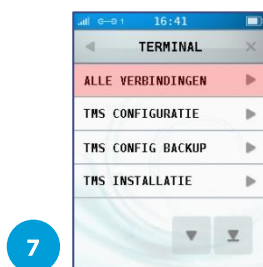 16:41
TERMINAL
ALLE VERBINDINGEN
TMS CONFIGURATIE
TMS CONFIG BACKUP
TMS INSTALLATIE
7